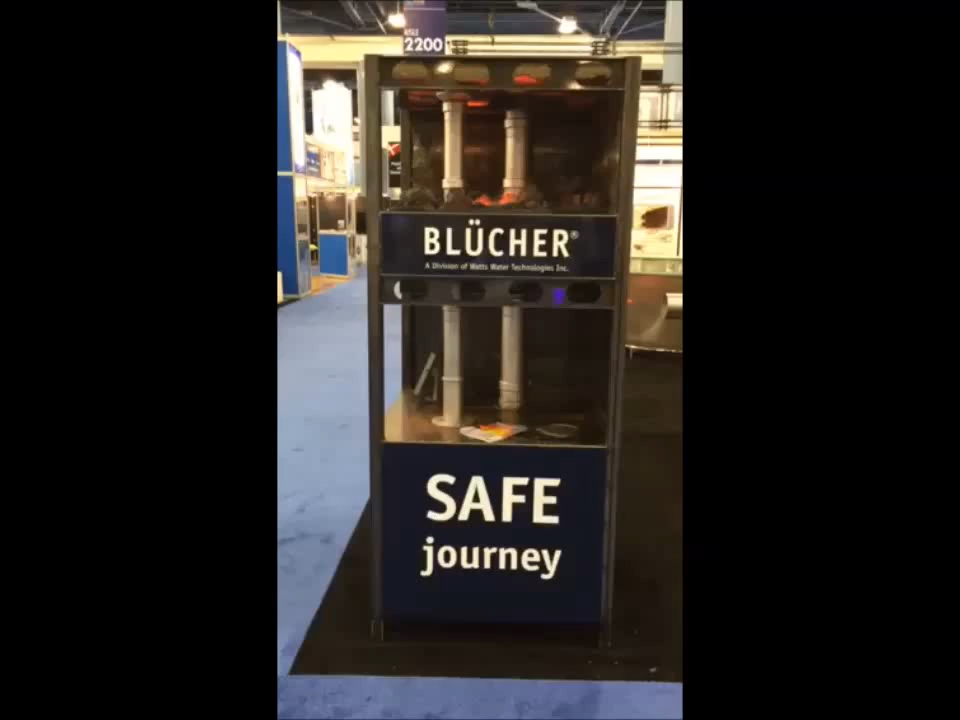 2200
BLÜCHER®
A Division of Watts Water Technologies Inc.
SAFE
journey